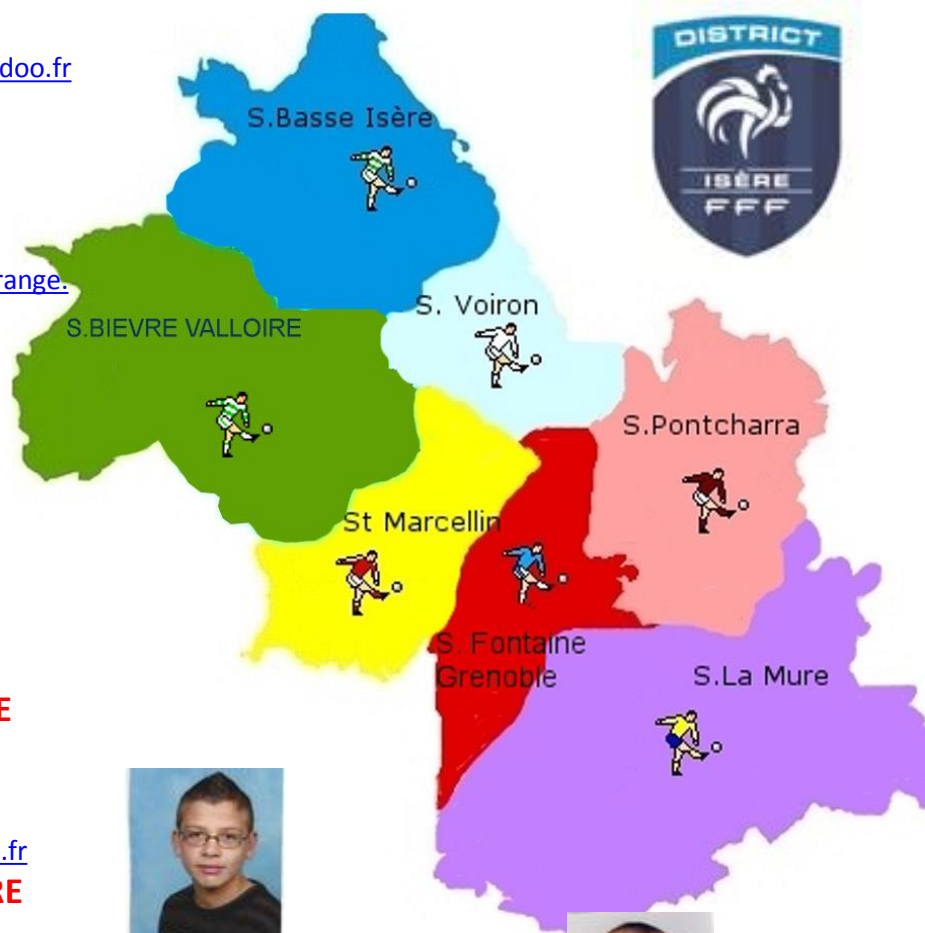 DISTRICT
ISÈRE
FFF
doo.fr
S.Basse Isère
range.
S. Voiron
S.BIEVRE VALLOIRE
S.Pontcharra
St Marcellin
S. Fontaine
Grenoble
S.La Mure
E
.fr
RE